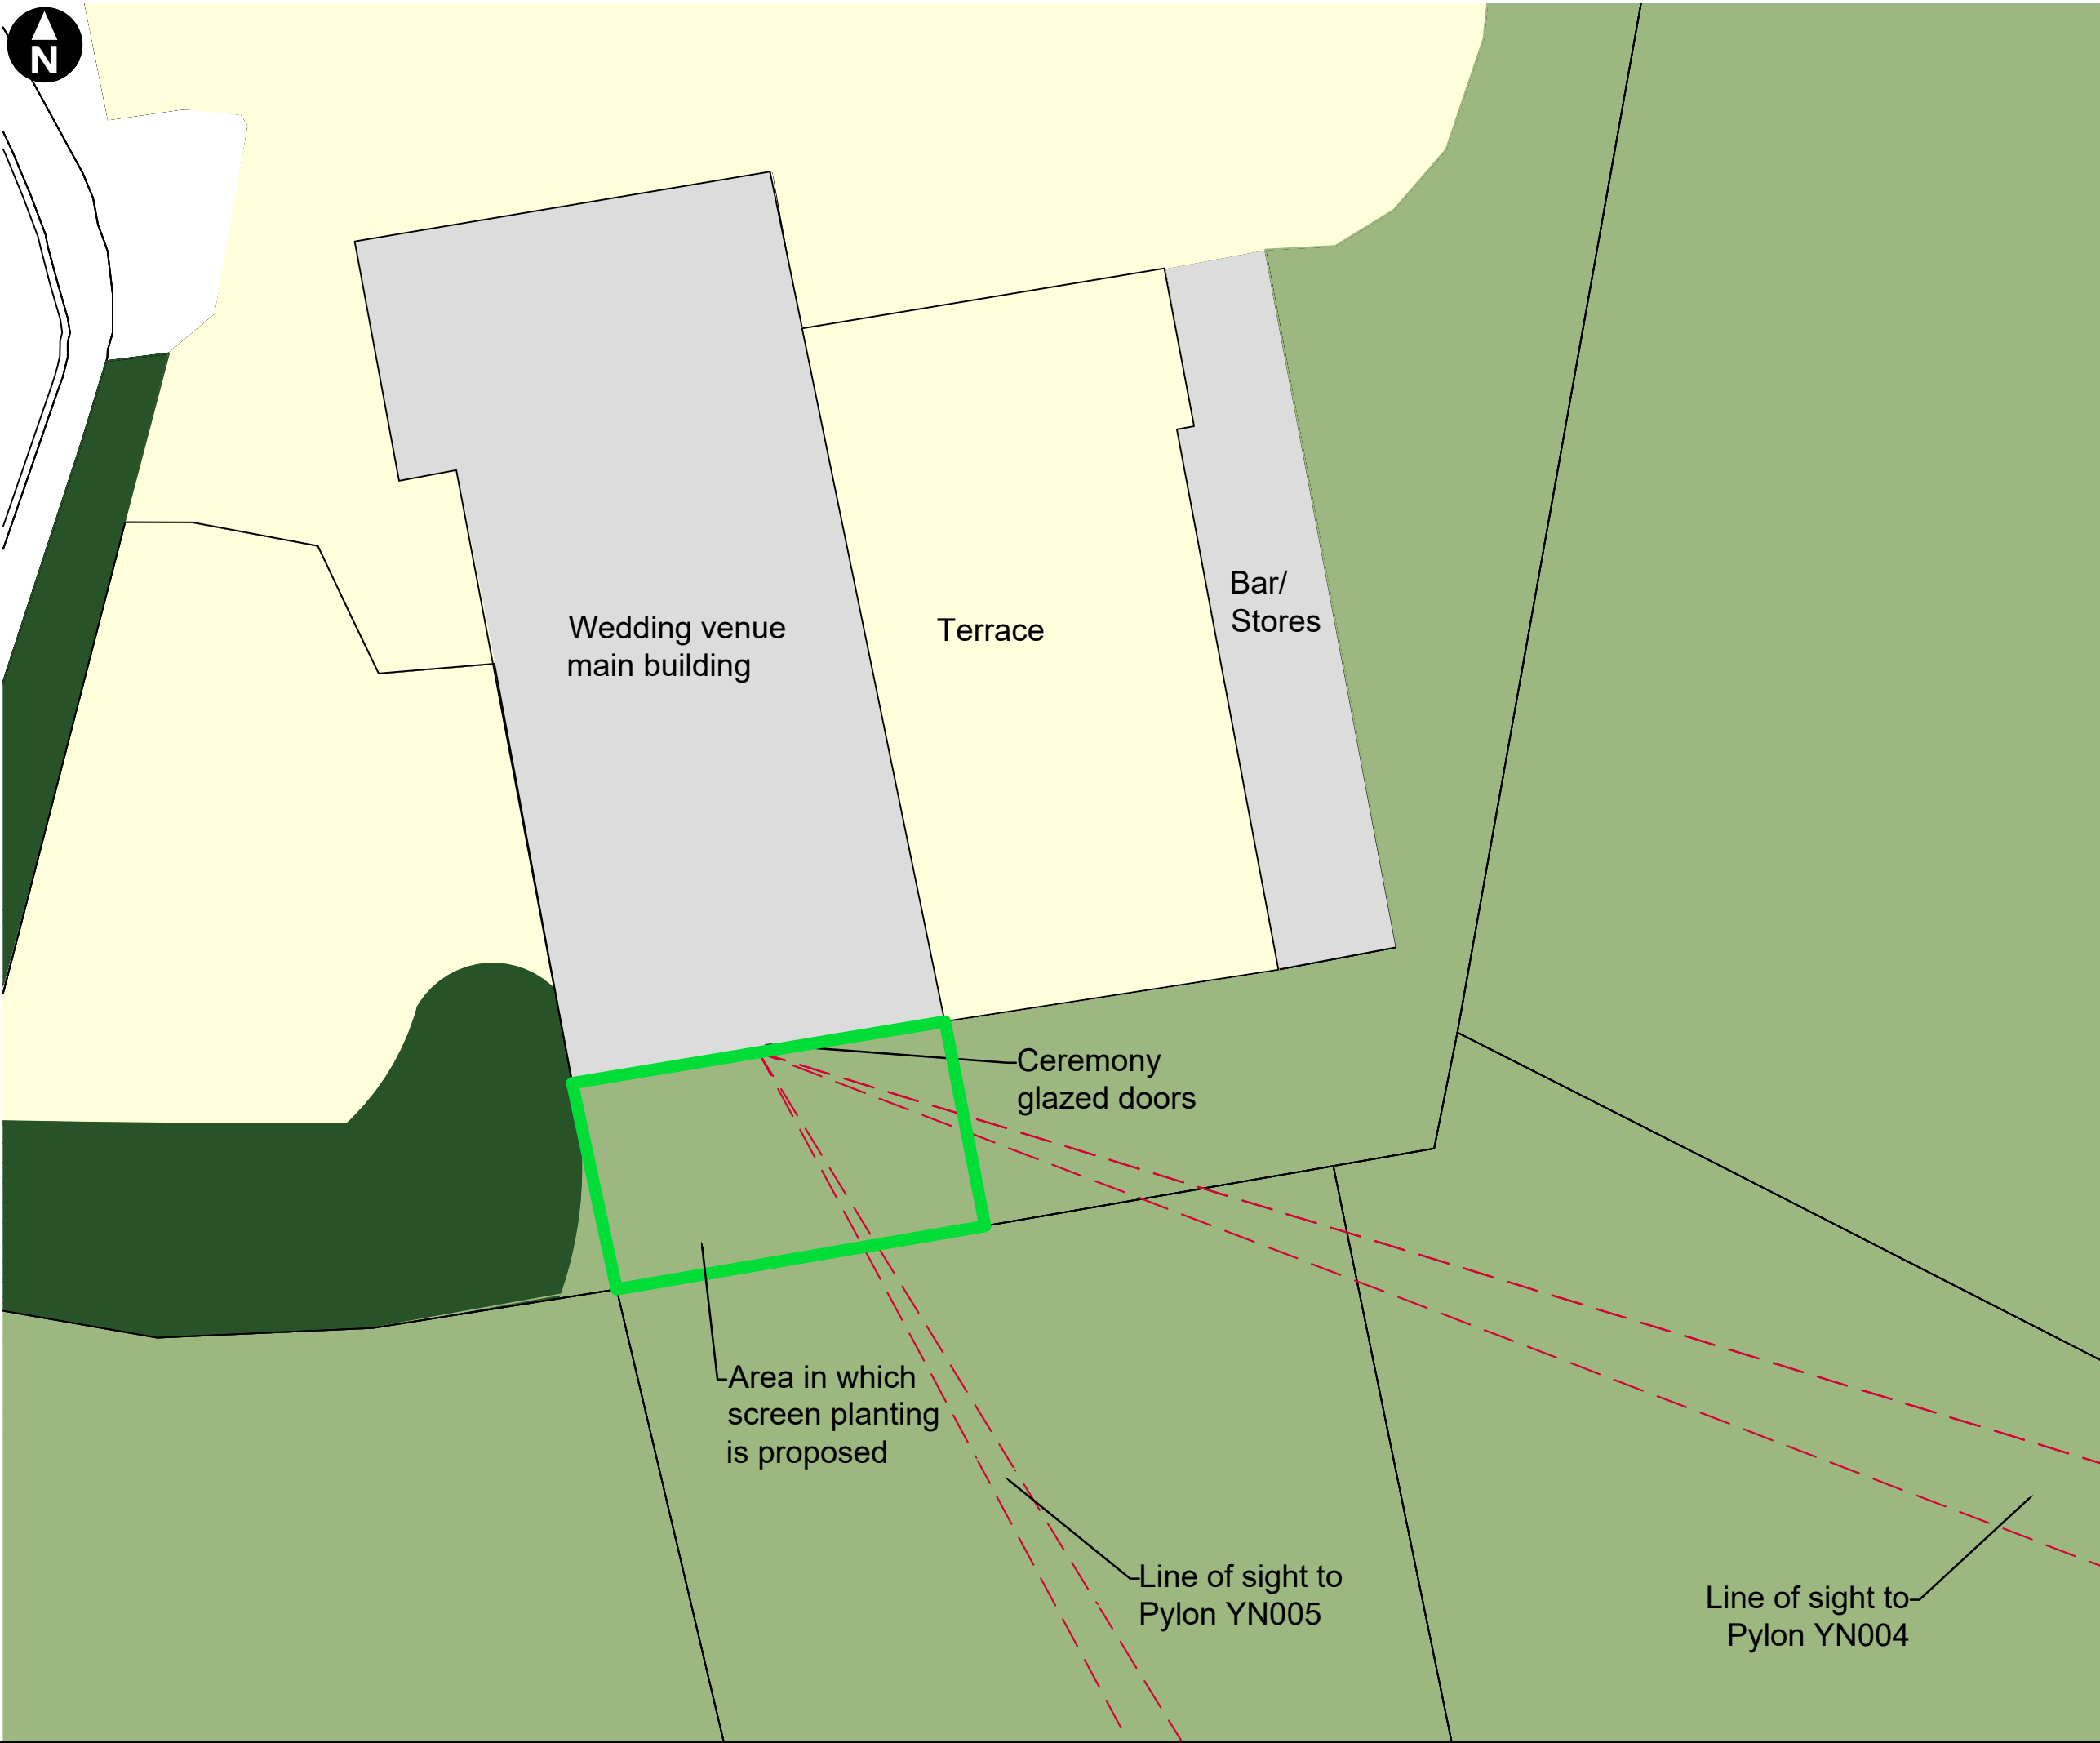 N
Bar/
Stores
Wedding venue
main building
Terrace
Ceremony
glazed doors
Area in which
screen planting
is proposed
Line of sight to
Pylon YN005
Line of sight to
Pylon YN004